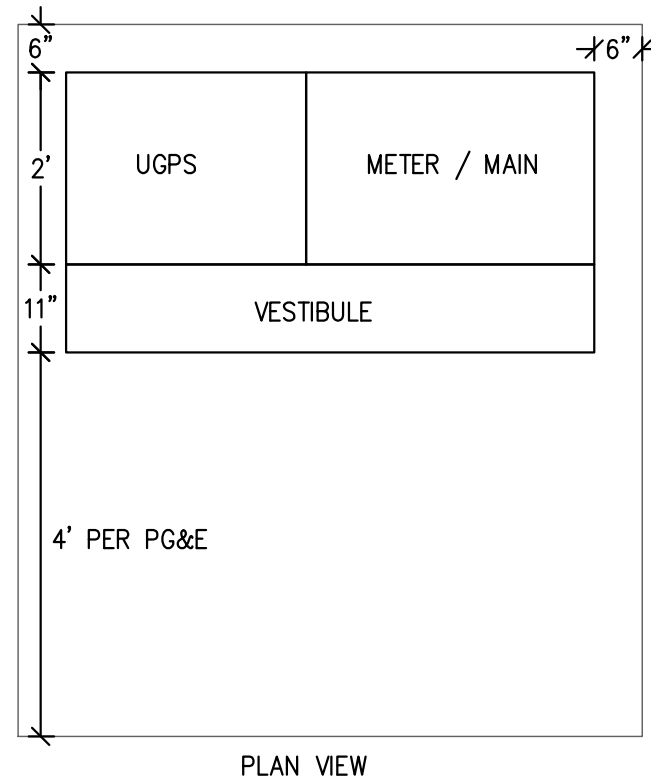 6" 6"
2' UGPS METER / MAIN
11" VESTIBULE
4' PER PG&E
PLAN VIEW